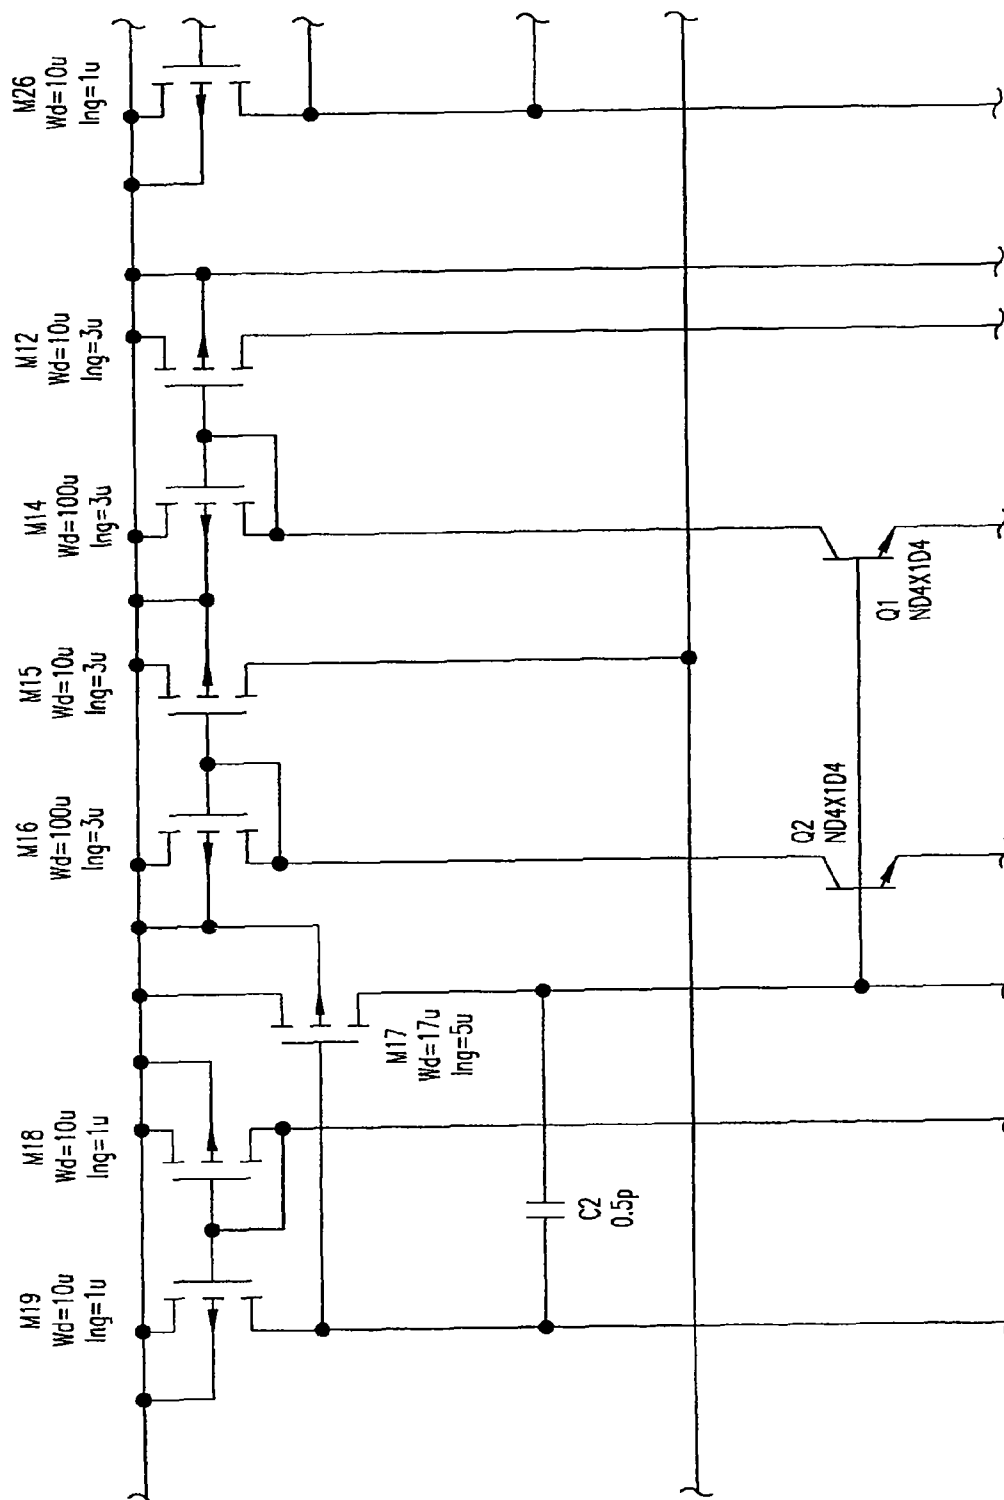 M19
Wd=10u
lng=1u
M18
Wd=10u
lng=1u
M17
Wd=17u
lng=5u
M16
Wd=100u
lng=3u
M15
Wd=10u
lng=3u
M14
Wd=100u
lng=3u
M12
Wd=10u
lng=3u
M26
Wd=10u
lng=1u
C2
0.5p
Q2
ND4X1D4
Q1
ND4X1D4